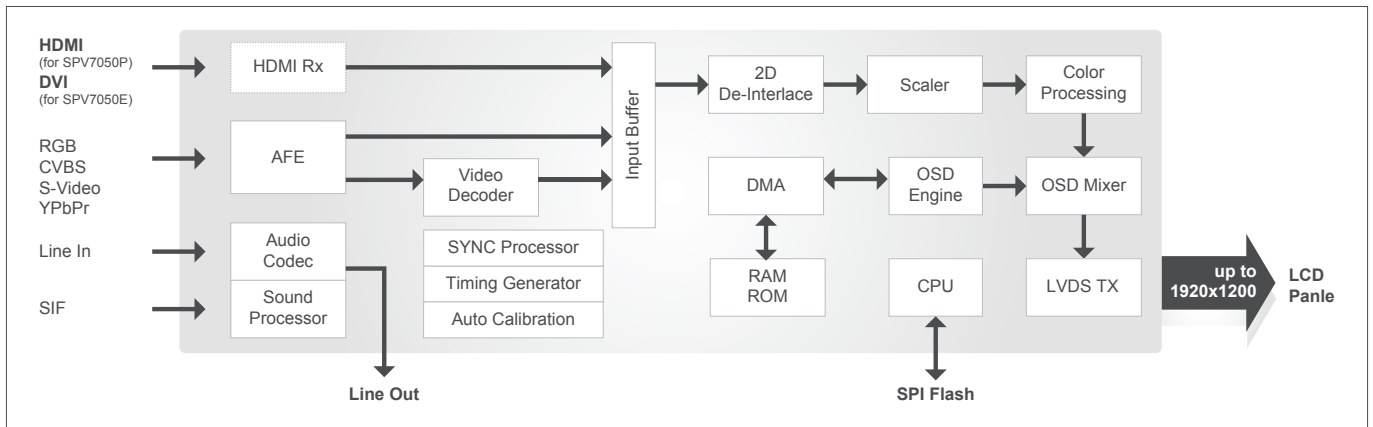 HDMI
(for SPV7050P)
DVI
(for SPV7050E)
RGB
CVBS
S-Video
YPbPr
Line In
SIF
HDMI Rx
AFE
Video
Decoder
Audio
Codec
Sound
Processor
SYNC Processor
Timing Generator
Auto Calibration
Input Buffer
2D
De-Interlace
Scaler
Color
Processing
DMA
OSD
Engine
OSD Mixer
RAM
ROM
CPU
LVDS TX
up to
1920x1200
LCD
Panle
Line Out
SPI Flash